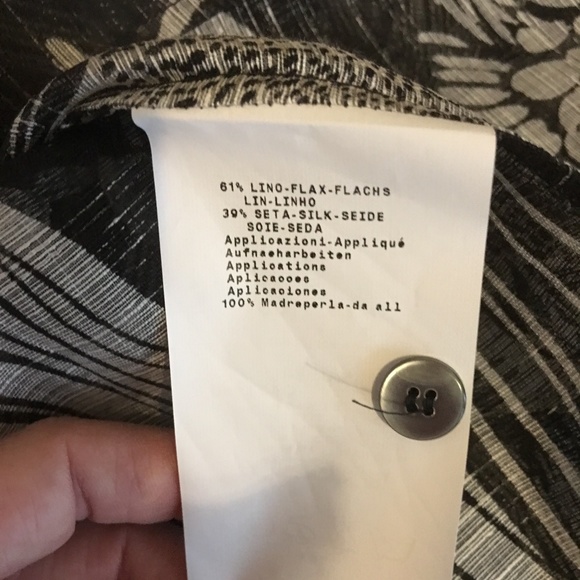 61% LINO-FLAX-FLACHS
LIN-LINHO
39% SETA-SILK-SEIDE
SOIE-SEDA
Applicazioni-Appliqué
Aufnaeharbeiten
Applications
Aplicacoes
Aplicaciones
100% Madreperla-da all